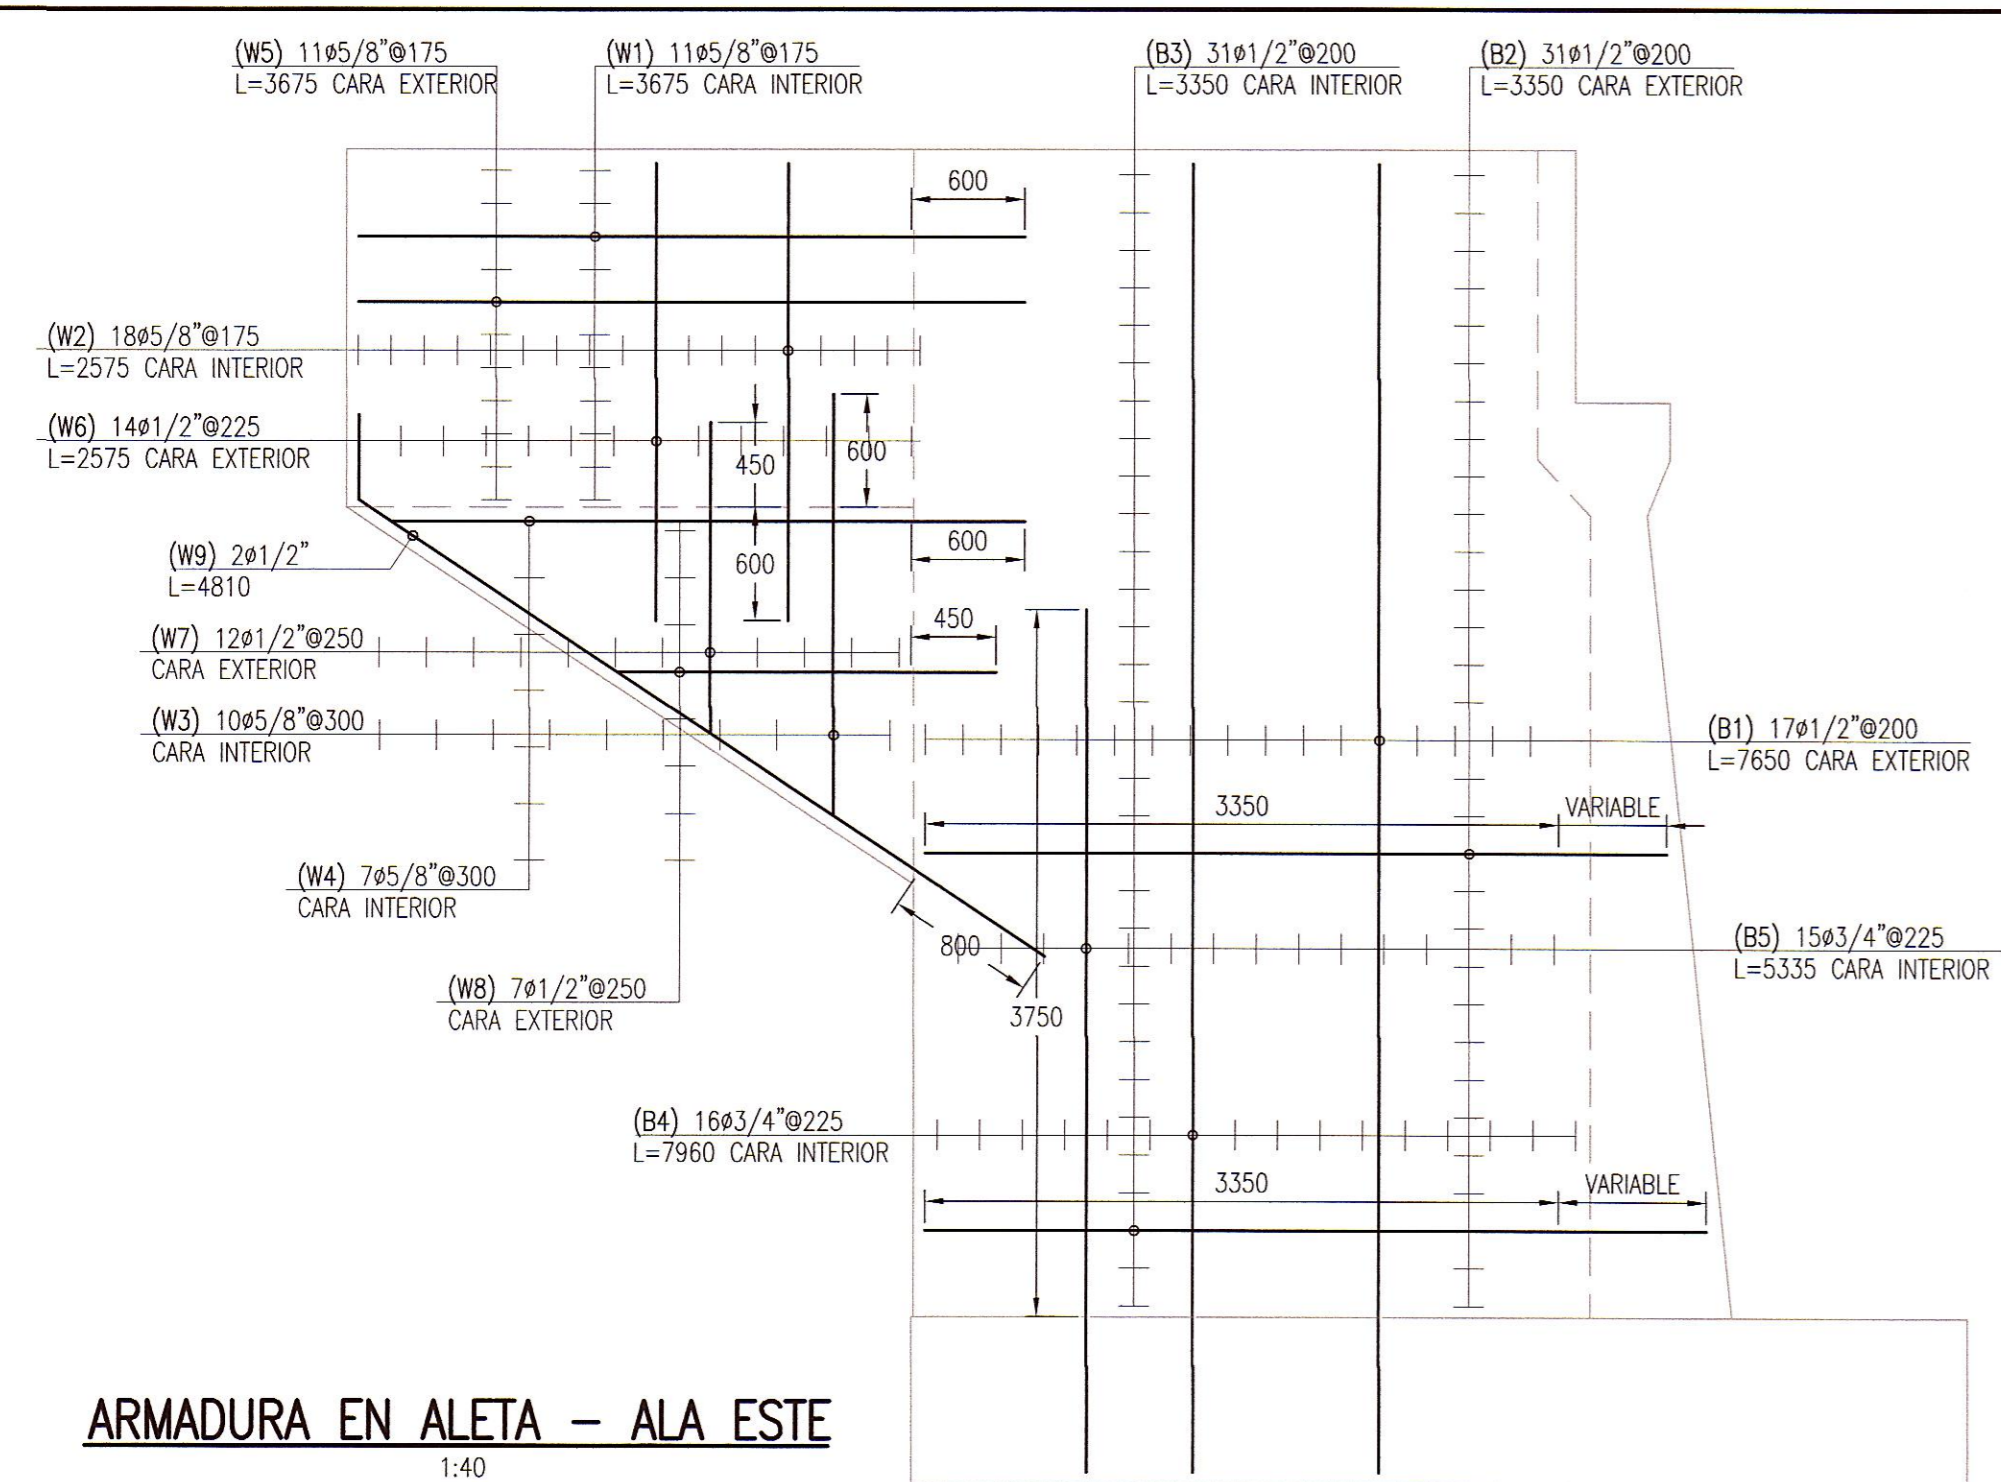 (W5) 11ø5/8"@175
L=3675 CARA EXTERIOR
(W1) 11ø5/8"@175
L=3675 CARA INTERIOR
(B3) 31ø1/2"@200
L=3350 CARA INTERIOR
(B2) 31ø1/2"@200
L=3350 CARA EXTERIOR
600
(W2) 18ø5/8"@175
L=2575 CARA INTERIOR
(W6) 14ø1/2"@225
L=2575 CARA EXTERIOR
450
600
(W9) 2ø1/2"
L=4810
600
600
(W7) 12ø1/2"@250
CARA EXTERIOR
450
(W3) 10ø5/8"@300
CARA INTERIOR
(B1) 17ø1/2"@200
L=7650 CARA EXTERIOR
3350
VARIABLE
(W4) 7ø5/8"@300
CARA INTERIOR
800
(B5) 15ø3/4"@225
L=5335 CARA INTERIOR
(W8) 7ø1/2"@250
CARA EXTERIOR
3750
(B4) 16ø3/4"@225
L=7960 CARA INTERIOR
3350
VARIABLE
ARMADURA EN ALETA – ALA ESTE
1:40